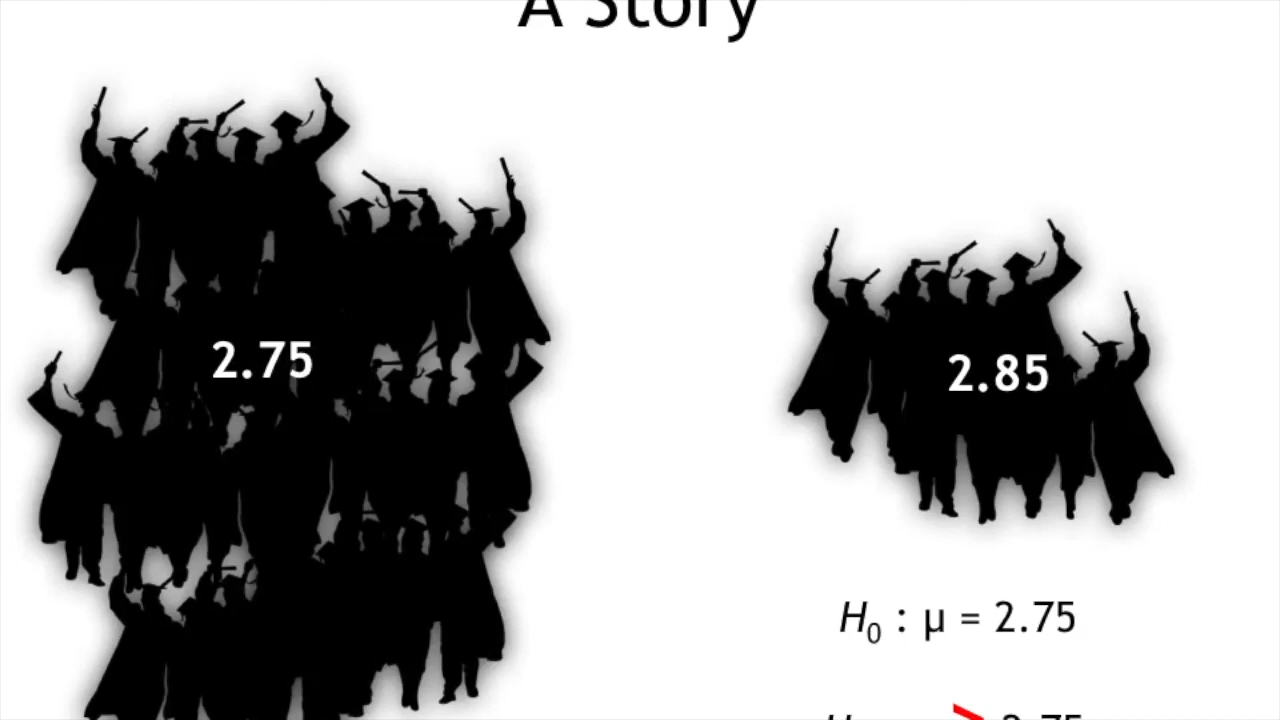 A Story
2.75
2.85
H₀ : μ = 2.75